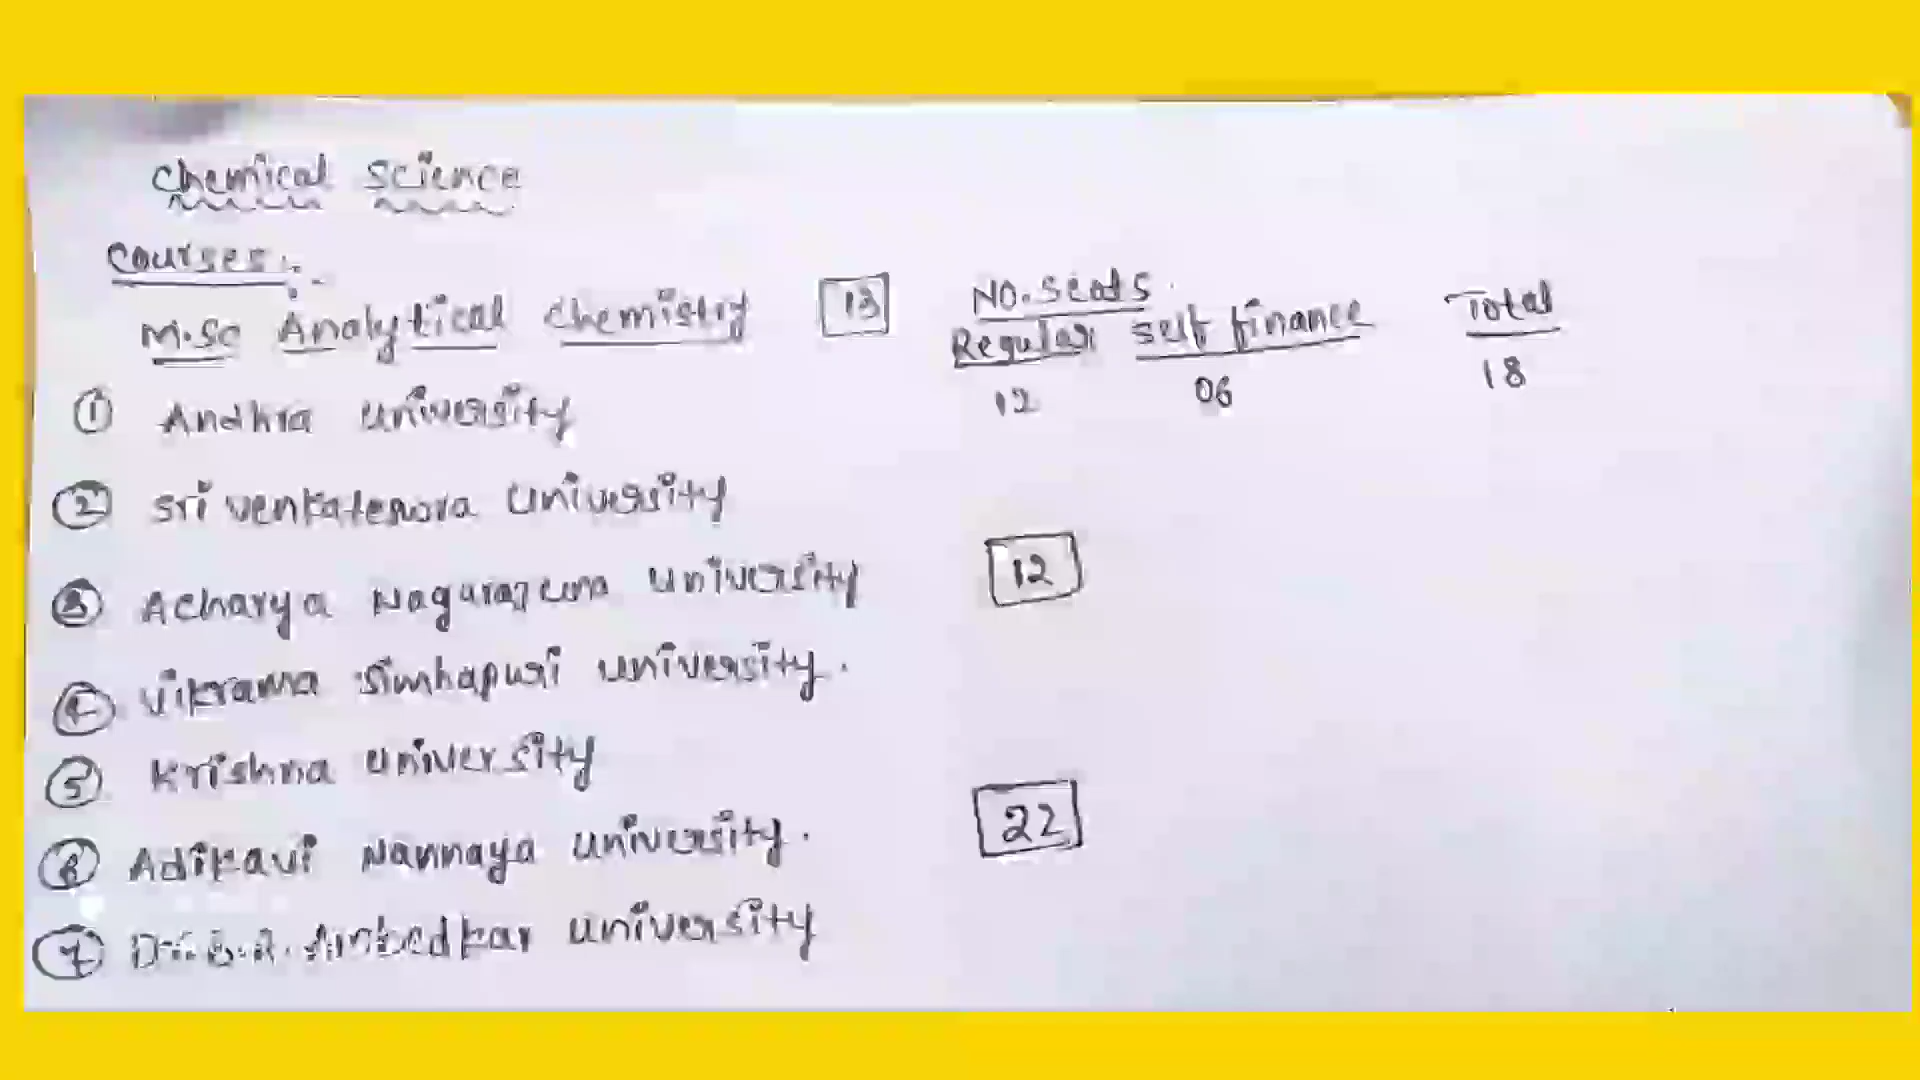 Chemical Science
Courses:-
M.Sc Analytical chemistry 13
No. Seats.
Regular self finance Total
12 06 18
① Andhra university
② Sri venkateswra University
③ Acharya Nagurajuna University 12
④ Vikrama Simhapuri university.
⑤ Krishna university
⑥ Adikavi Nannaya university. 22
⑦ Dr. B.R. Ambedkar university